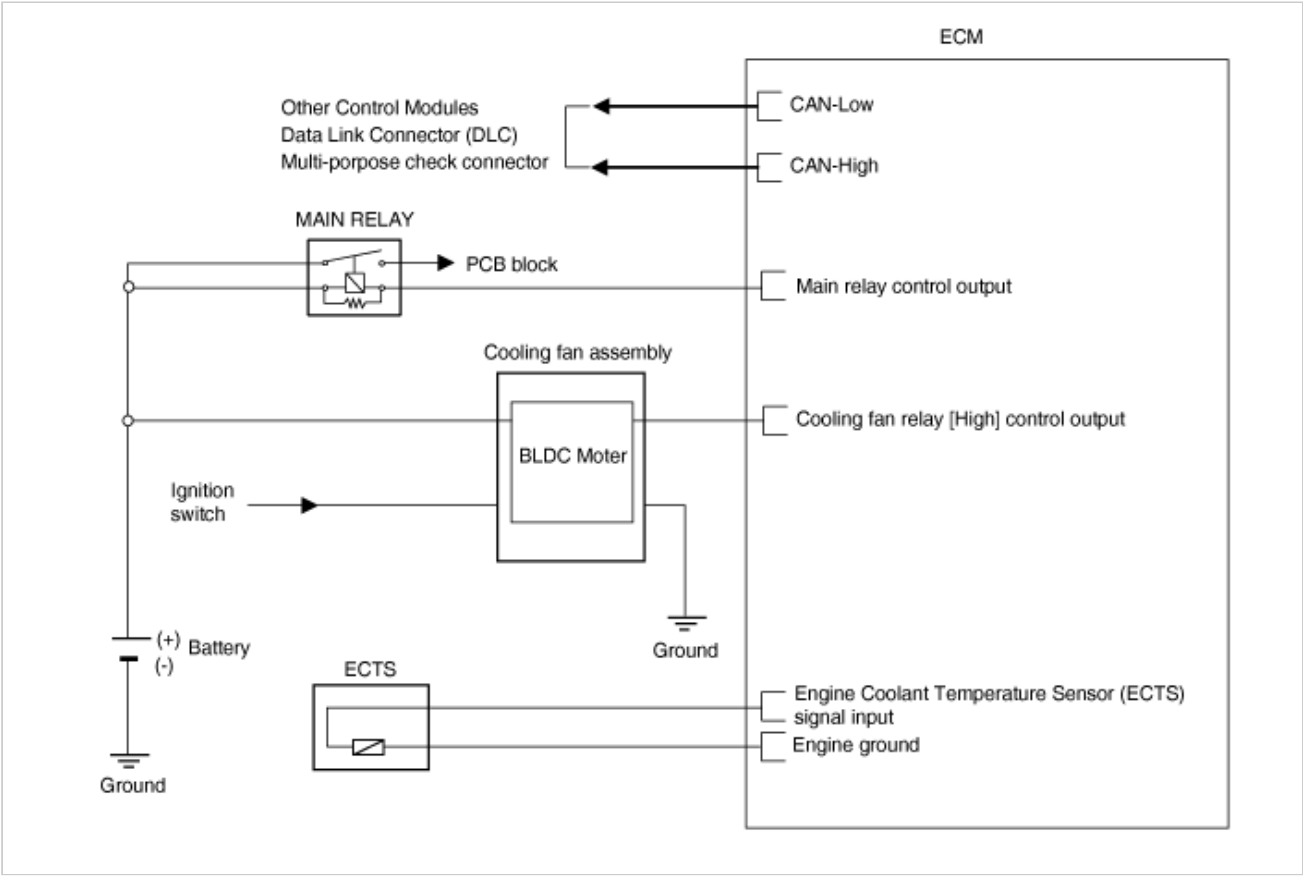 ECM
Other Control Modules
Data Link Connector (DLC)
Multi-porpose check connector
CAN-Low
CAN-High
MAIN RELAY
PCB block
Main relay control output
Cooling fan assembly
BLDC Moter
Cooling fan relay [High] control output
Ignition
switch
Ground
(+)
(-)
Battery
Ground
ECTS
Engine Coolant Temperature Sensor (ECTS)
signal input
Engine ground